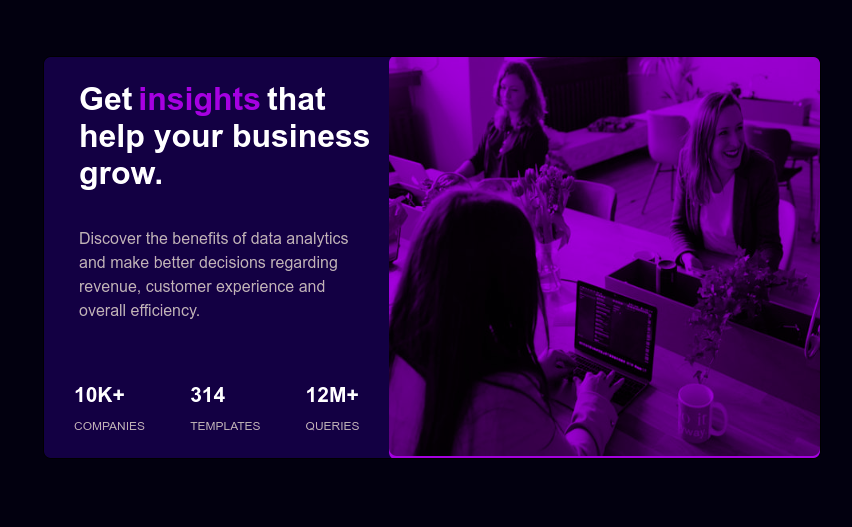 Get insights that
help your business
grow.
Discover the benefits of data analytics
and make better decisions regarding
revenue, customer experience and
overall efficiency.
10K+ 314 12M+
COMPANIES TEMPLATES QUERIES